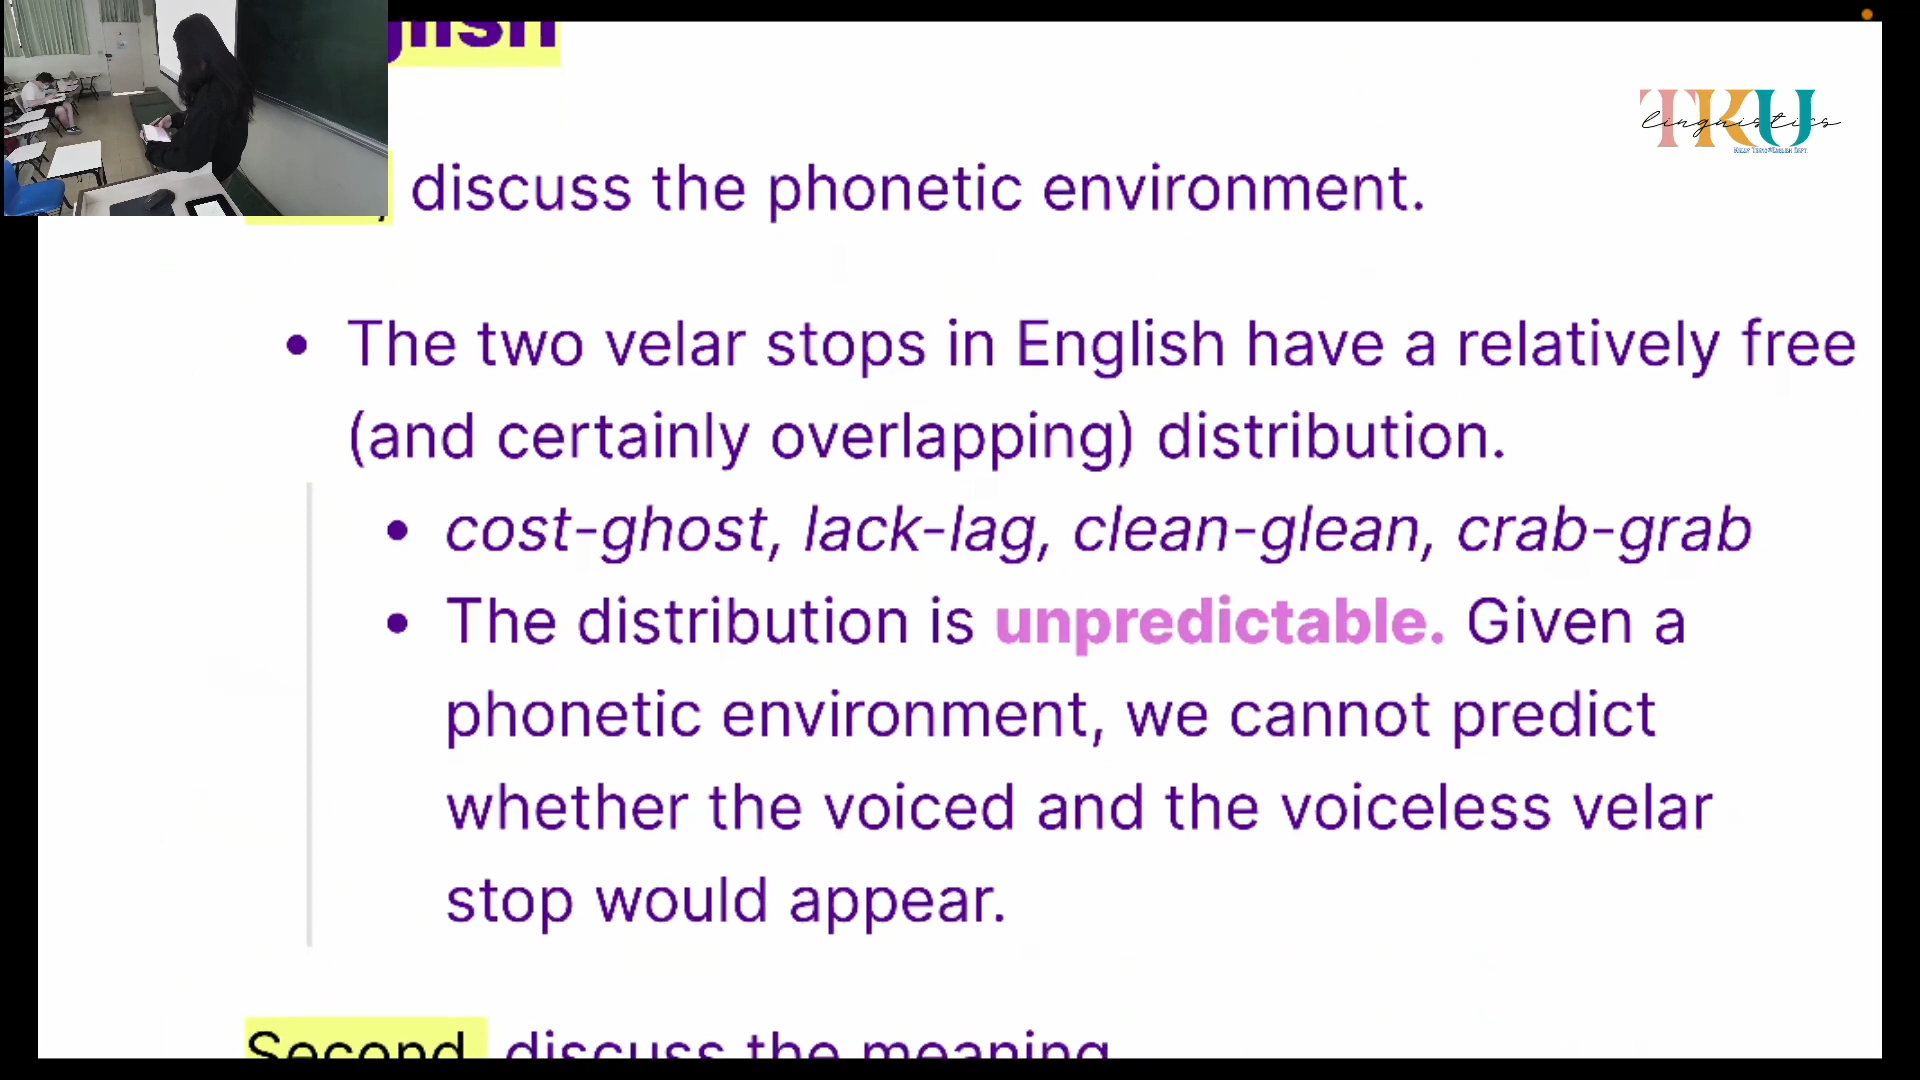 TKU
linguistics
discuss the phonetic environment.
• The two velar stops in English have a relatively free
(and certainly overlapping) distribution.
• cost-ghost, lack-lag, clean-glean, crab-grab
• The distribution is unpredictable. Given a
phonetic environment, we cannot predict
whether the voiced and the voiceless velar
stop would appear.
Second, discuss the meaning